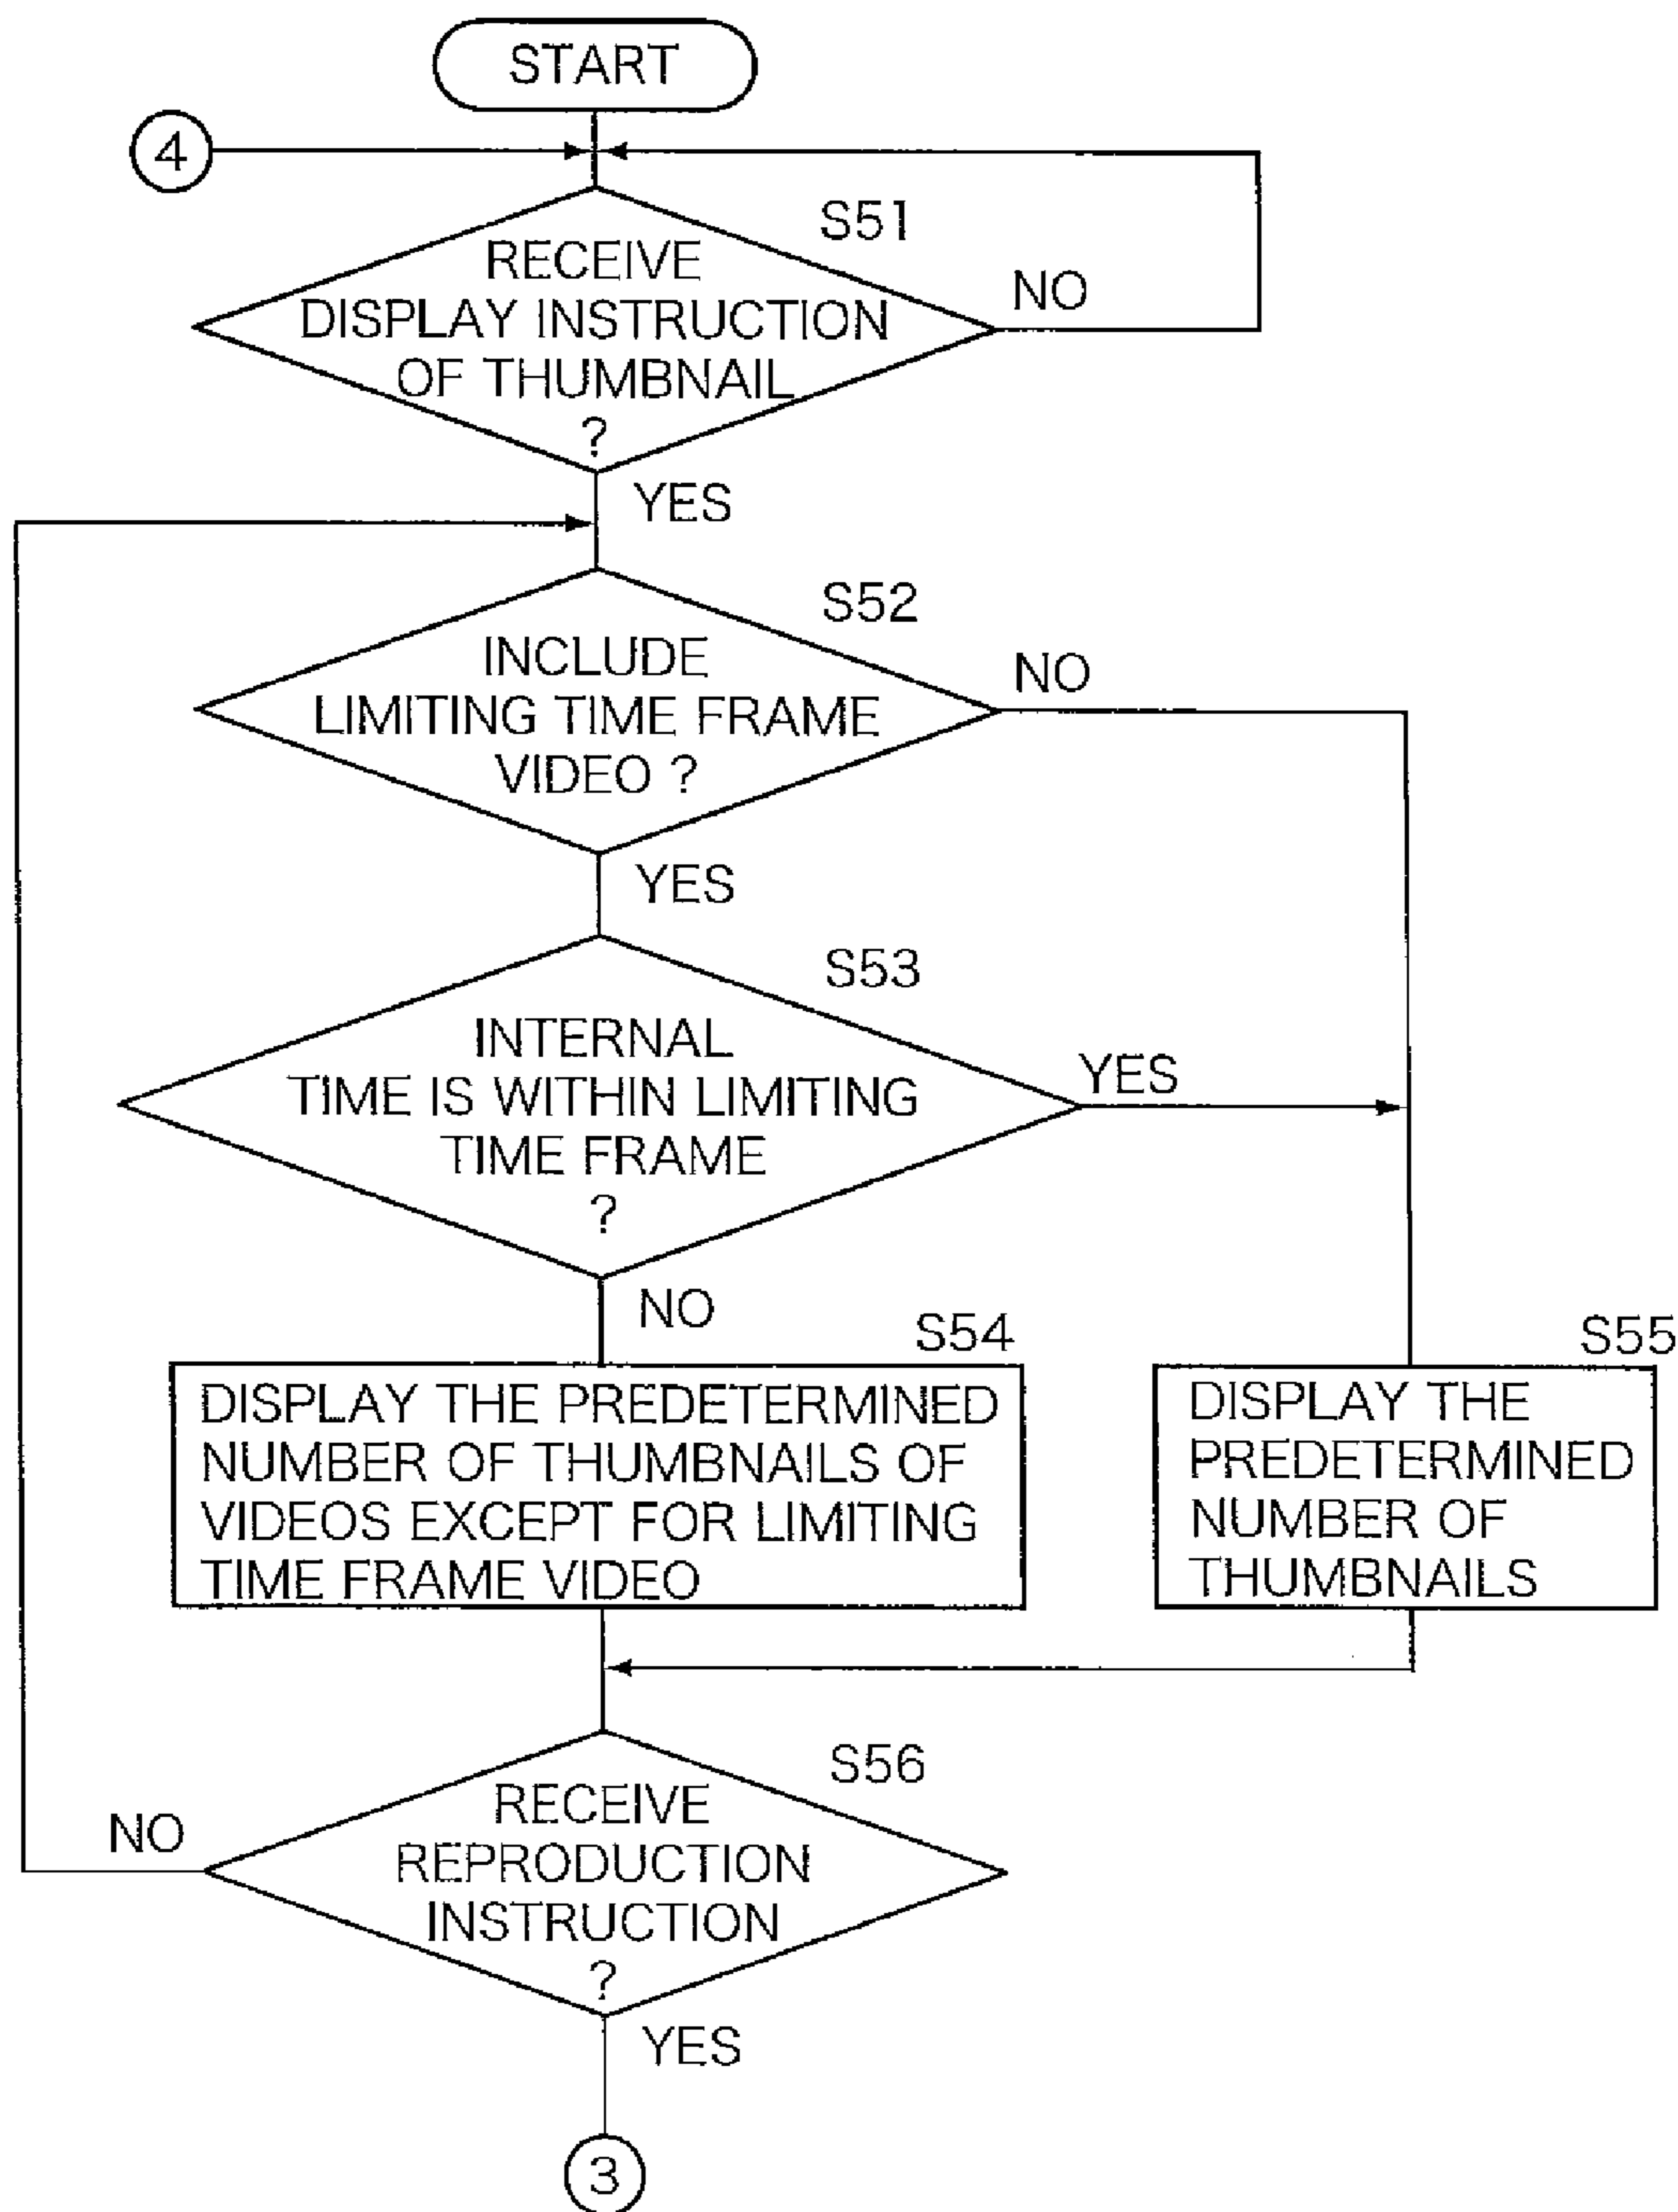 START
4
S51
RECEIVE
DISPLAY INSTRUCTION
OF THUMBNAIL
?
NO
YES
S52
INCLUDE
LIMITING TIME FRAME
VIDEO ?
NO
YES
S53
INTERNAL
TIME IS WITHIN LIMITING
TIME FRAME
?
YES
NO
S54
DISPLAY THE PREDETERMINED
NUMBER OF THUMBNAILS OF
VIDEOS EXCEPT FOR LIMITING
TIME FRAME VIDEO
S55
DISPLAY THE
PREDETERMINED
NUMBER OF
THUMBNAILS
S56
RECEIVE
REPRODUCTION
INSTRUCTION
?
NO
YES
3